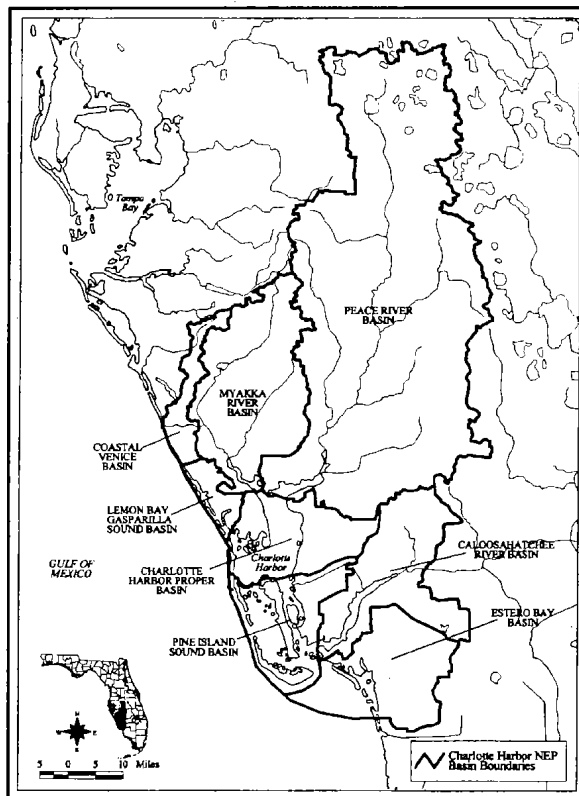 Tampa
Bay
PEACE RIVER
BASIN
MYAKKA
RIVER
BASIN
COASTAL
VENICE
BASIN
LEMON BAY
GASPARILLA
SOUND BASIN
GULF OF
MEXICO
CHARLOTTE
HARBOR PROPER
BASIN
Charlotte
Harbor
CALOOSAHATCHEE
RIVER BASIN
ESTERO BAY
BASIN
PINE ISLAND
SOUND BASIN
N
W E
S
5 0 5 10 Miles
Charlotte Harbor NEP
Basin Boundaries